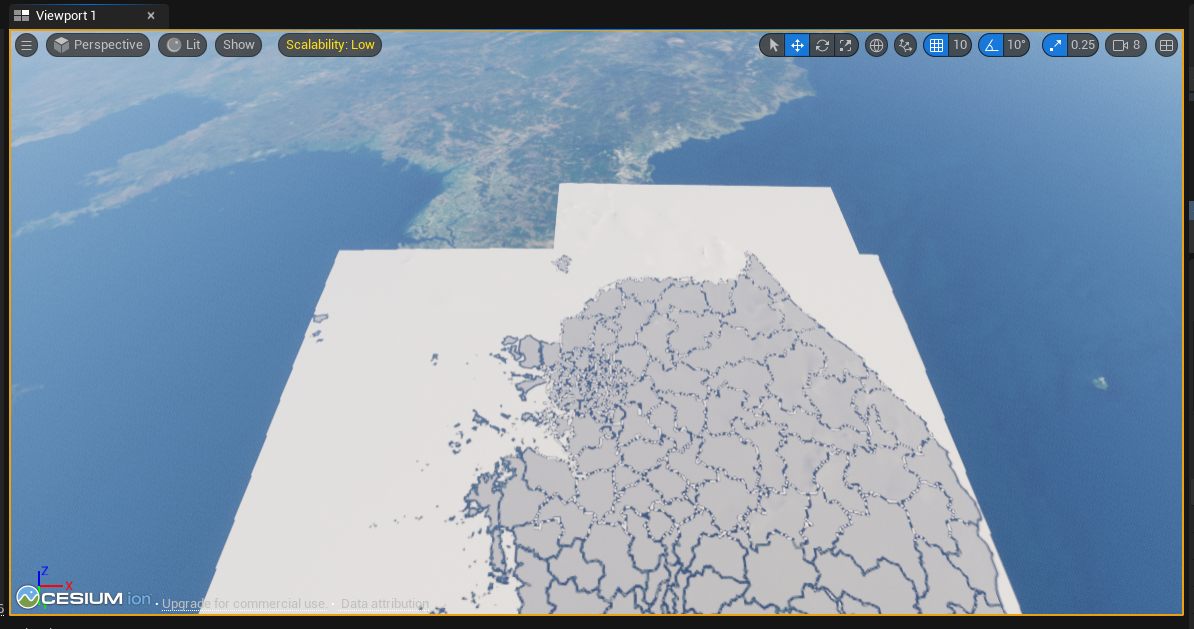 Viewport 1
Perspective
Lit
Show
Scalability: Low
10
10°
0.25
8
Z
X
CESIUM ion
Upgrade for commercial use.
Data attribution